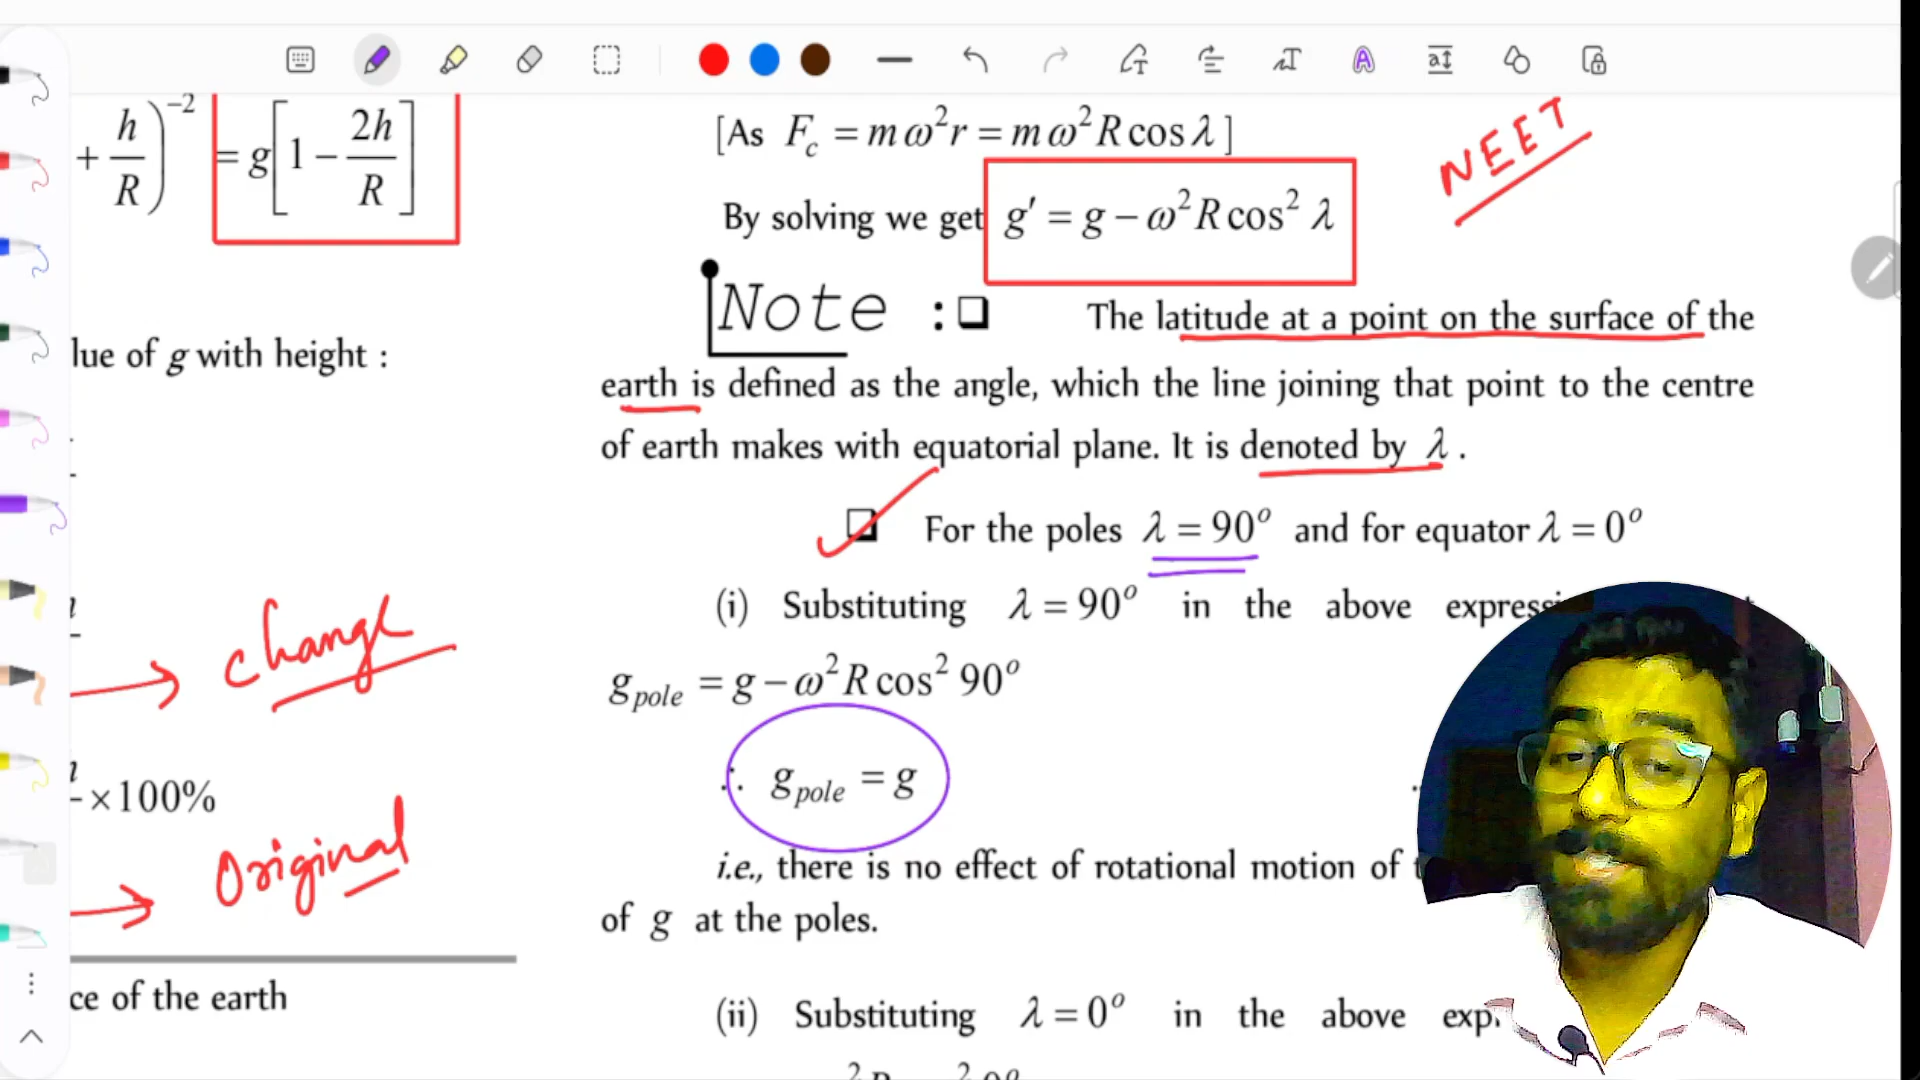 + h/R)^-2 = g[1 - 2h/R]
lue of g with height :
change
×100%
Original
ce of the earth
[As F_c = mω²r = mω²R cos λ]
NEET
By solving we get g′ = g − ω²R cos² λ
Note : ❑ The latitude at a point on the surface of the
earth is defined as the angle, which the line joining that point to the centre
of earth makes with equatorial plane. It is denoted by λ .
❑ For the poles λ = 90° and for equator λ = 0°
(i) Substituting λ = 90° in the above
g_pole = g − ω²R cos² 90°
∴ g_pole = g
i.e., there is no effect of rotational motion of
of g at the poles.
(ii) Substituting λ = 0° in the above